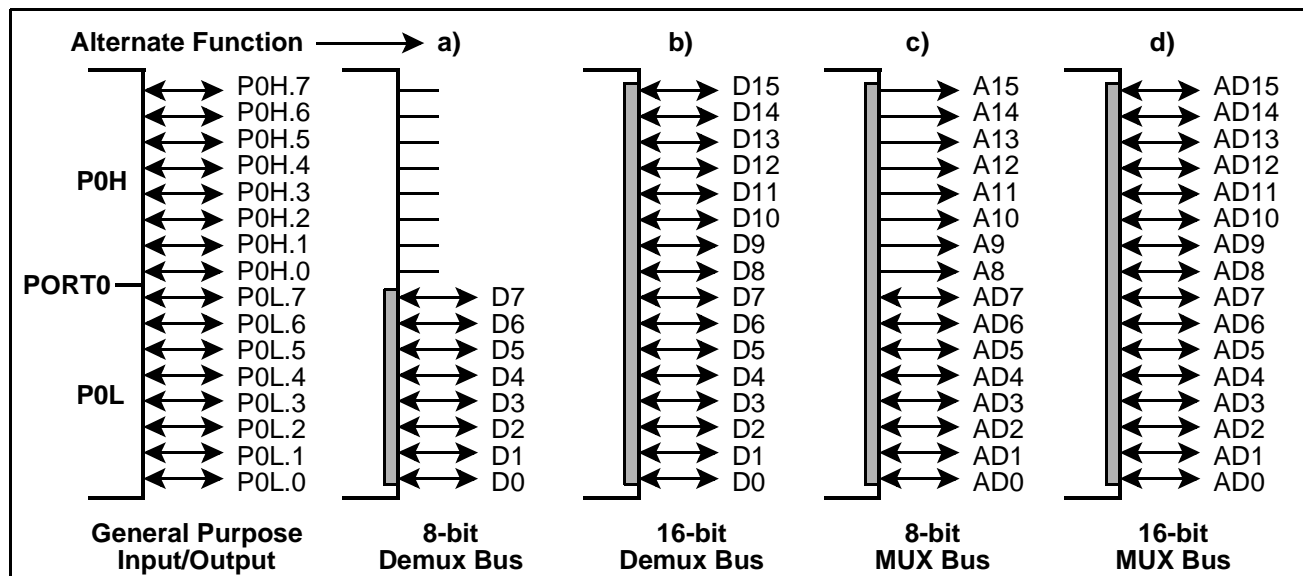 Alternate Function a) b) c) d)
P0H.7 D15 A15 AD15
P0H.6 D14 A14 AD14
P0H.5 D13 A13 AD13
P0H.4 D12 A12 AD12
P0H
P0H.3 D11 A11 AD11
P0H.2 D10 A10 AD10
P0H.1 D9 A9 AD9
P0H.0 D8 A8 AD8
PORT0
P0L.7 D7 D7 AD7 AD7
P0L.6 D6 D6 AD6 AD6
P0L.5 D5 D5 AD5 AD5
P0L.4 D4 D4 AD4 AD4
P0L
P0L.3 D3 D3 AD3 AD3
P0L.2 D2 D2 AD2 AD2
P0L.1 D1 D1 AD1 AD1
P0L.0 D0 D0 AD0 AD0
General Purpose
Input/Output
8-bit
Demux Bus
16-bit
Demux Bus
8-bit
MUX Bus
16-bit
MUX Bus